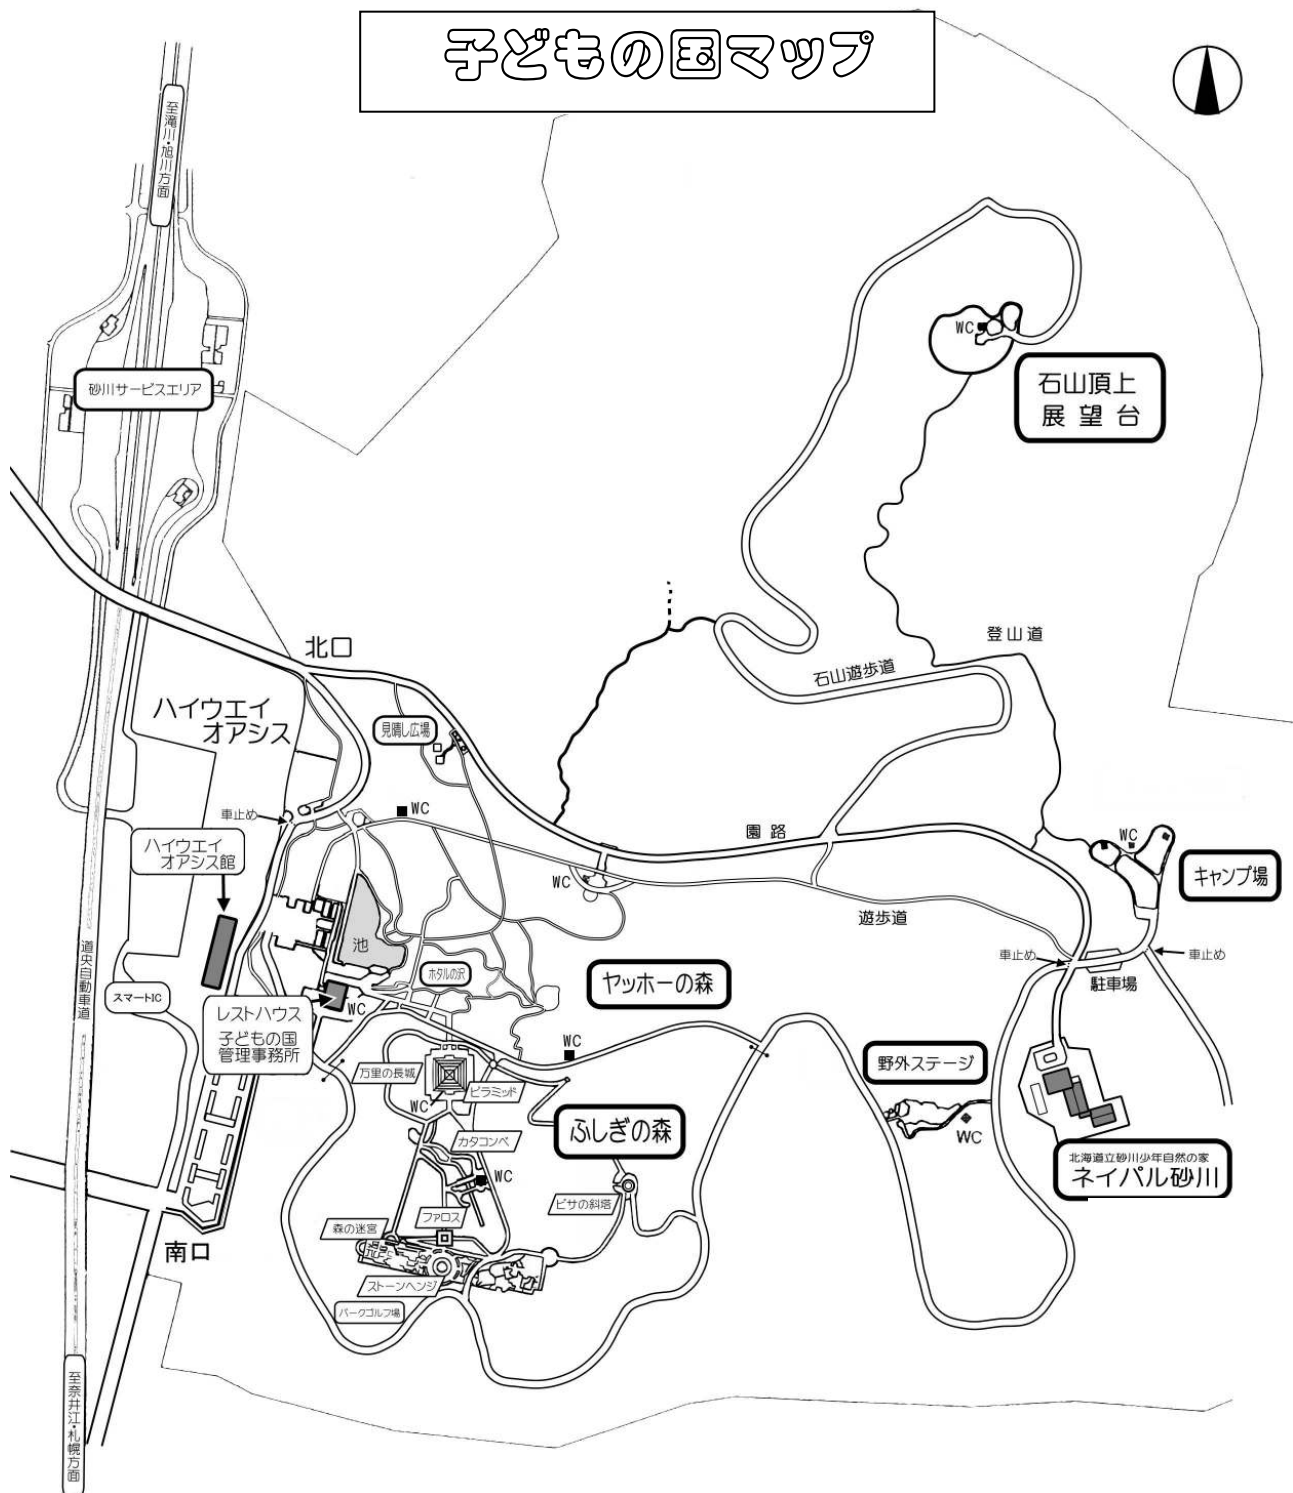 子どもの国マップ
至滝川・旭川方面
WC
石山頂上
展望台
砂川サービスエリア
登山道
北口
石山遊歩道
ハイウエイ
オアシス
見晴し広場
車止め
WC
園路
WC
ハイウエイ
オアシス館
WC
キャンプ場
遊歩道
池
道央自動車道
車止め
車止め
ホタルの沢
ヤッホーの森
駐車場
スマートIC
レストハウス
子どもの国
管理事務所
WC
WC
野外ステージ
万里の長城
ピラミッド
WC
ふしぎの森
WC
カタコンベ
北海道立砂川少年自然の家
ネイパル砂川
WC
ピサの斜塔
ファロス
森の迷宮
南口
ストーンヘンジ
パークゴルフ場
至奈井江・札幌方面